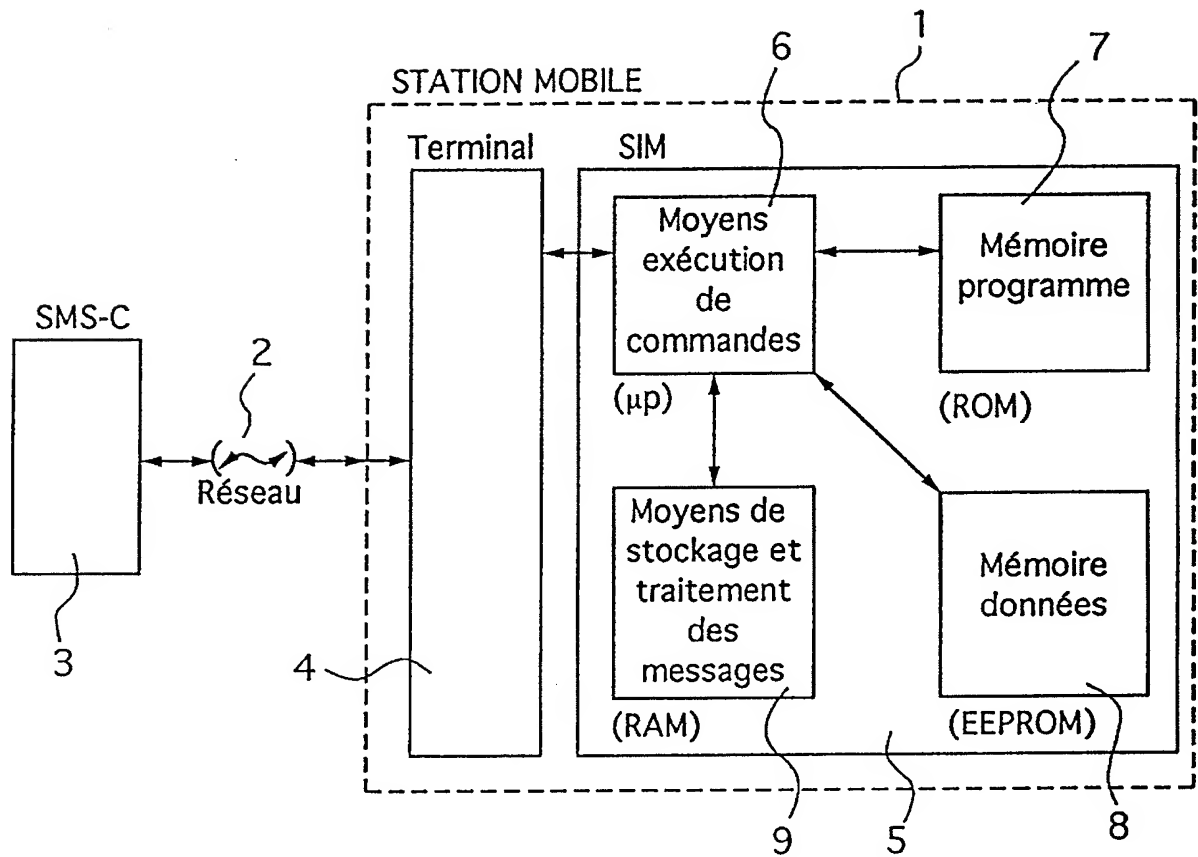 1
6
7
STATION MOBILE
Terminal
SIM
Moyens
exécution
de
commandes
(μp)
Mémoire
programme
(ROM)
SMS-C
2
Réseau
3
4
Moyens de
stockage et
traitement
des
messages
(RAM)
Mémoire
données
(EEPROM)
9
5
8